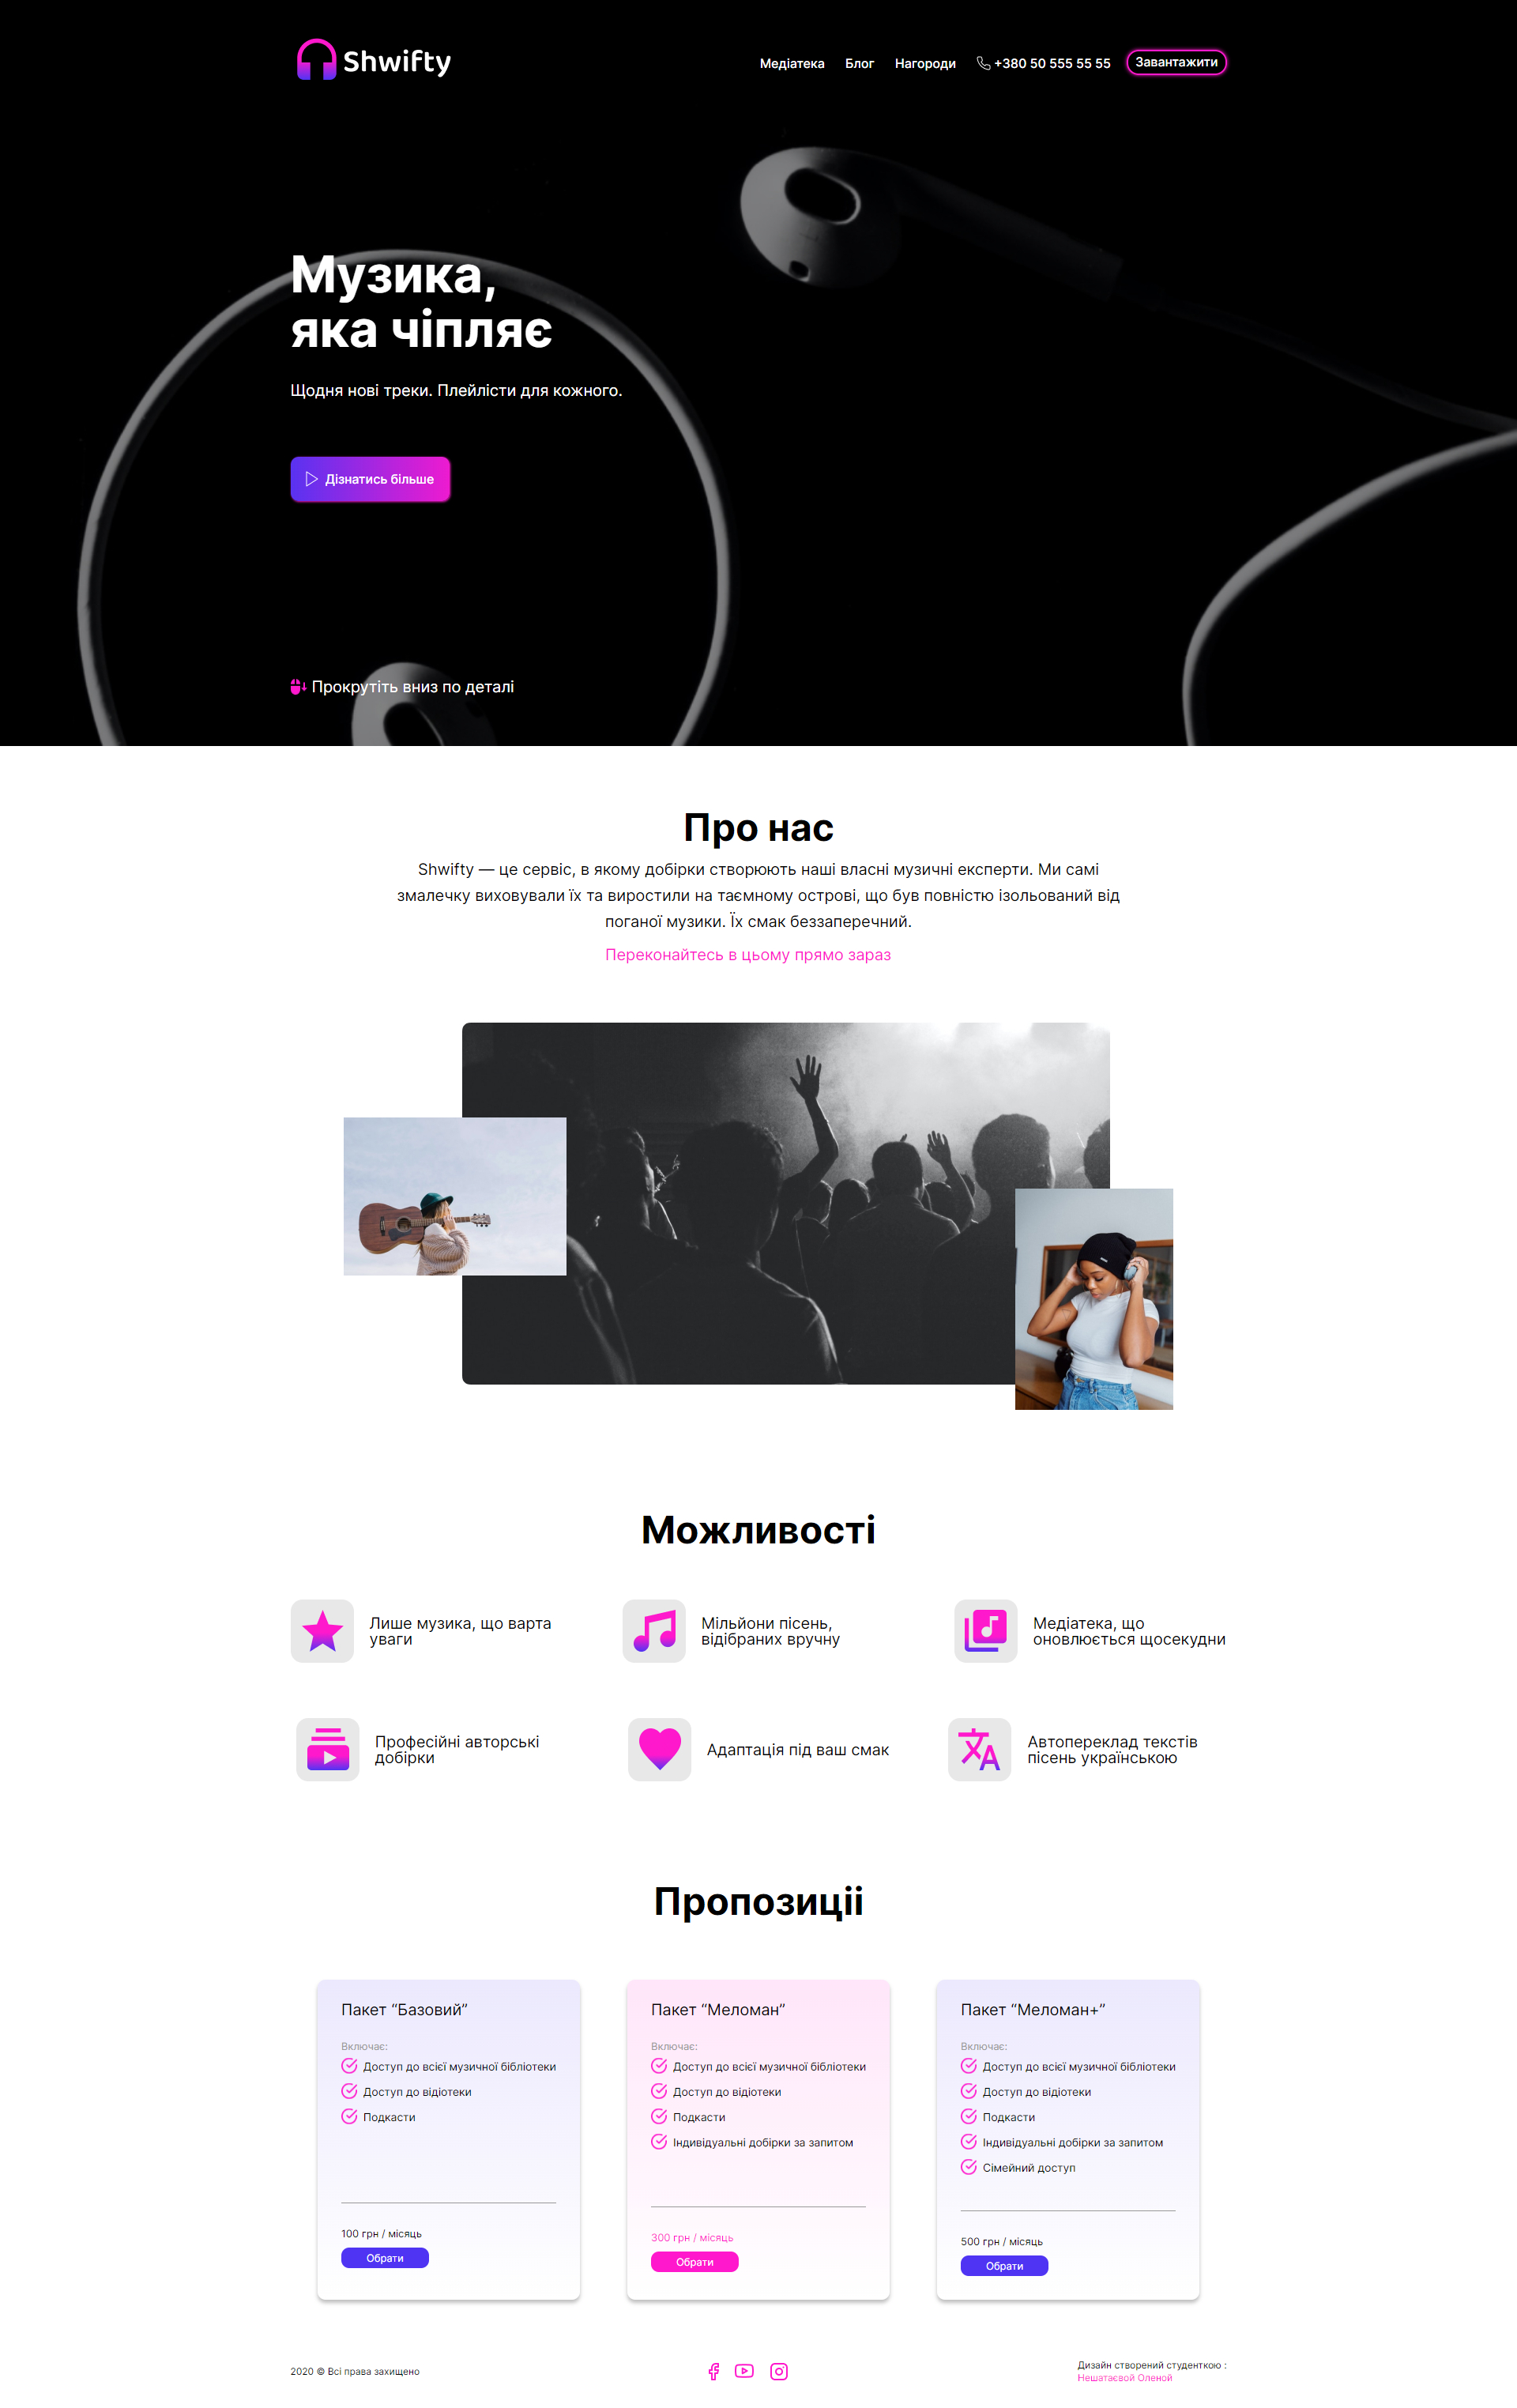 Shwifty
Медіатека
Блог
Нагороди
+380 50 555 55 55
Завантажити
Музика,
яка чіпляє
Щодня нові треки. Плейлісти для кожного.
Дізнатись більше
Прокрутіть вниз по деталі
Про нас
Shwifty — це сервіс, в якому добірки створюють наші власні музичні експерти. Ми самі
змалечку виховували їх та виростили на таємному острові, що був повністю ізольований від
поганої музики. Їх смак беззаперечний.
Переконайтесь в цьому прямо зараз
Можливості
Лише музика, що варта
уваги
Мільйони пісень,
відібраних вручну
Медіатека, що
оновлюється щосекудни
Професійні авторські
добірки
Адаптація під ваш смак
Автопереклад текстів
пісень українською
Пропозиціі
Пакет “Базовий”
Включає:
Доступ до всієї музичної бібліотеки
Доступ до відіотеки
Подкасти
100 грн / місяць
Обрати
Пакет “Меломан”
Включає:
Доступ до всієї музичної бібліотеки
Доступ до відіотеки
Подкасти
Індивідуальні добірки за запитом
300 грн / місяць
Обрати
Пакет “Меломан+”
Включає:
Доступ до всієї музичної бібліотеки
Доступ до відіотеки
Подкасти
Індивідуальні добірки за запитом
Сімейний доступ
500 грн / місяць
Обрати
2020 © Всі права захищено
Дизайн створений студенткою :
Нешатаєвой Оленой